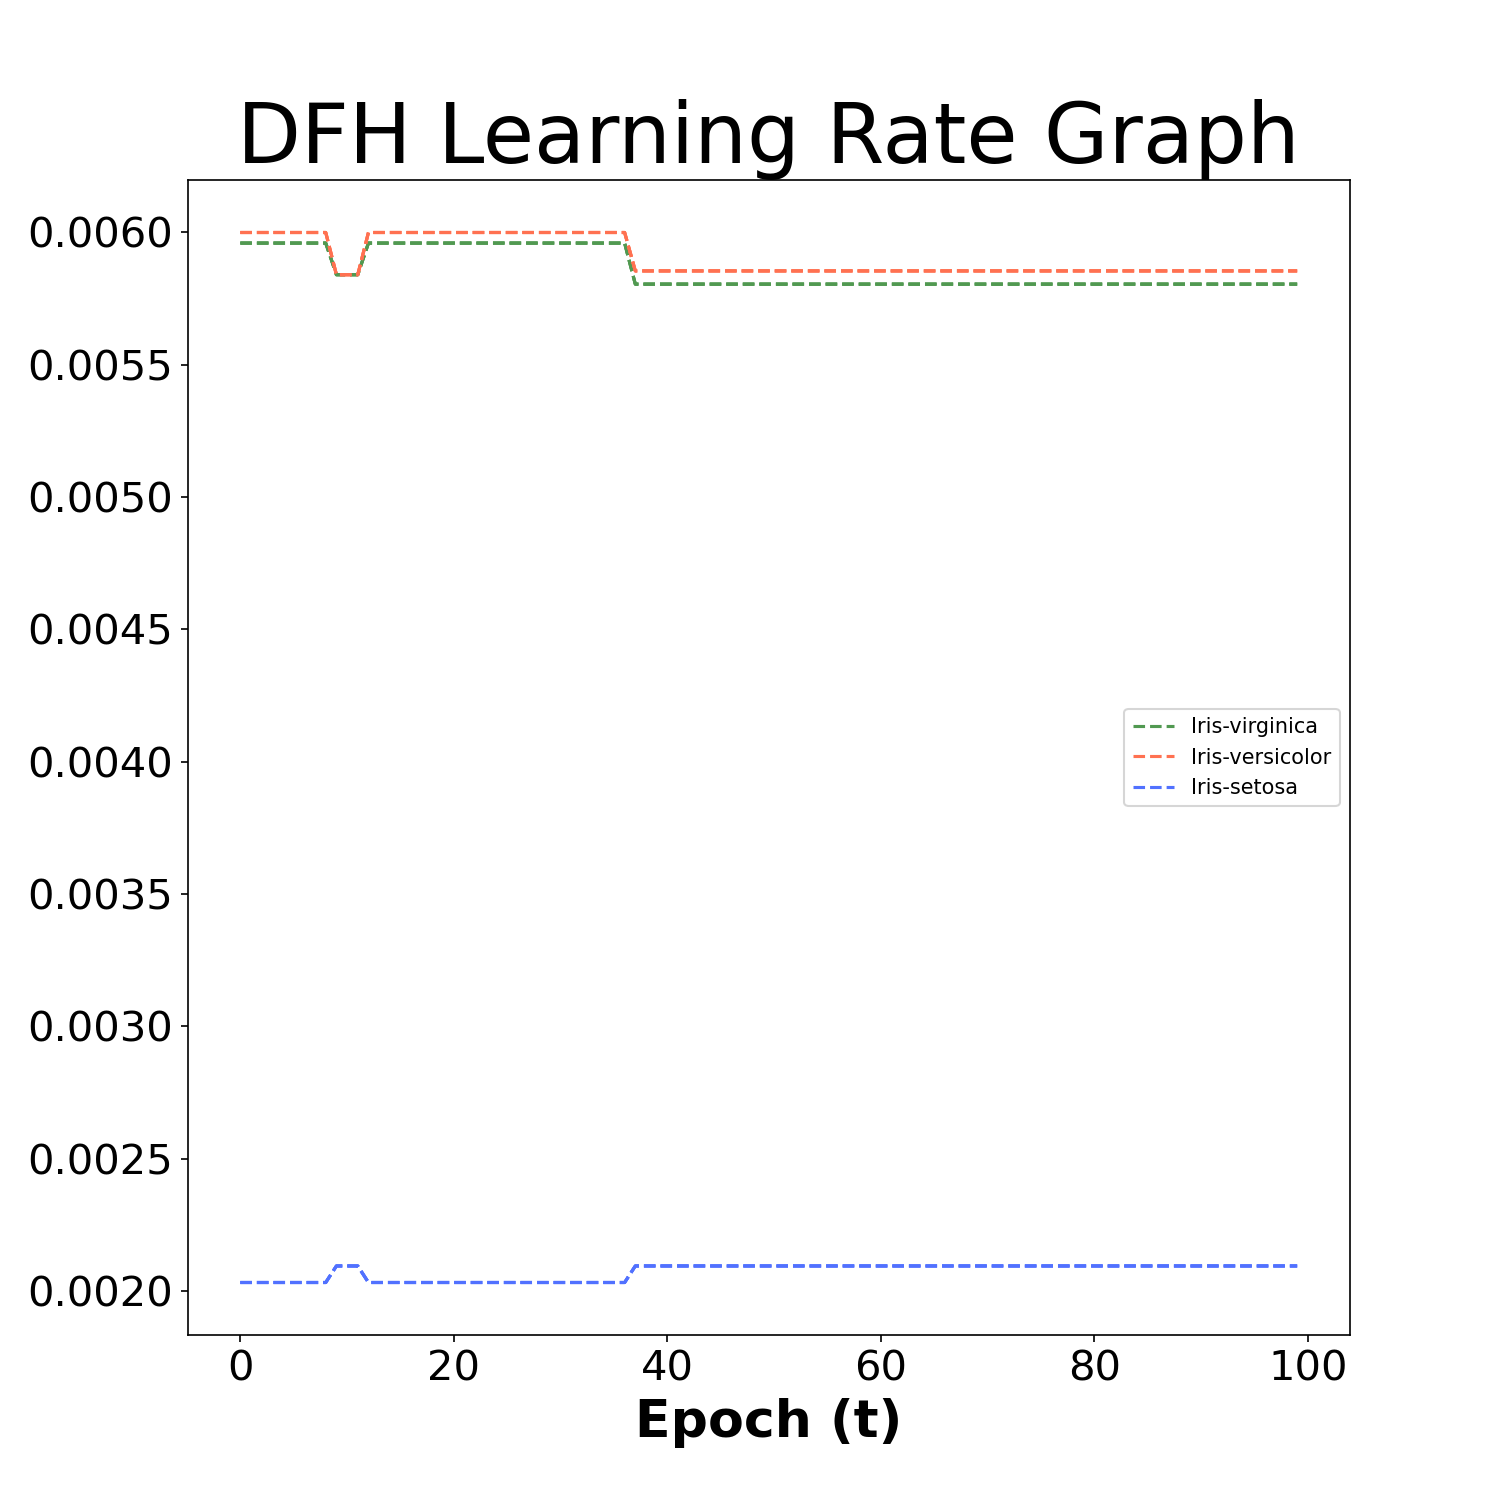 DFH Learning Rate Graph
0.0060
0.0055
0.0050
0.0045
0.0040
0.0035
0.0030
0.0025
0.0020
Iris-virginica
Iris-versicolor
Iris-setosa
0 20 40 60 80 100
Epoch (t)